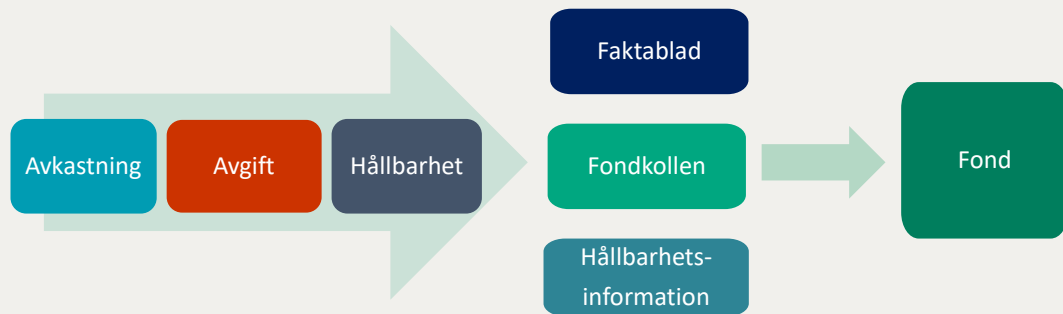 Avkastning
Avgift
Hållbarhet
Faktablad
Fondkollen
Hållbarhets-
information
Fond